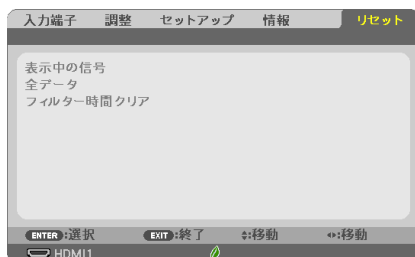 入力端子 調整 セットアップ 情報 リセット
表示中の信号
全データ
フィルター時間クリア
ENTER:選択 EXIT:終了 :移動 :移動
HDMI1